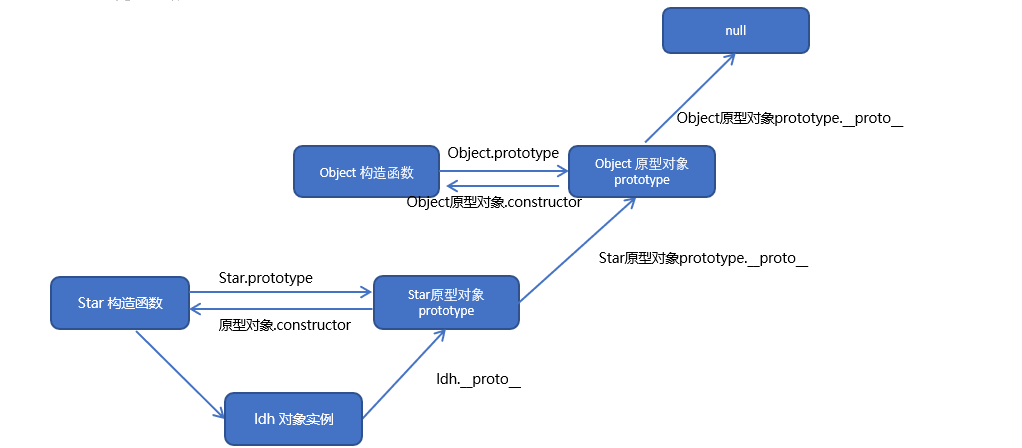 null
Object原型对象prototype.__proto__
Object.prototype
Object 构造函数
Object 原型对象
prototype
Object原型对象.constructor
Star原型对象prototype.__proto__
Star.prototype
Star 构造函数
Star原型对象
prototype
原型对象.constructor
ldh.__proto__
ldh 对象实例